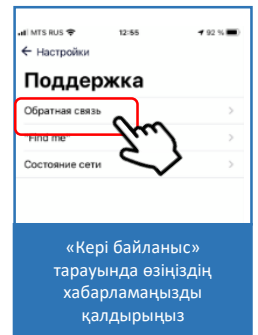 MTS RUS 12:55 92 %
← Настройки
Поддержка
Обратная связь
"Find me"
Состояние сети
«Кері байланыс»
тарауында өзіңіздің
хабарламаңызды
қалдырыңыз